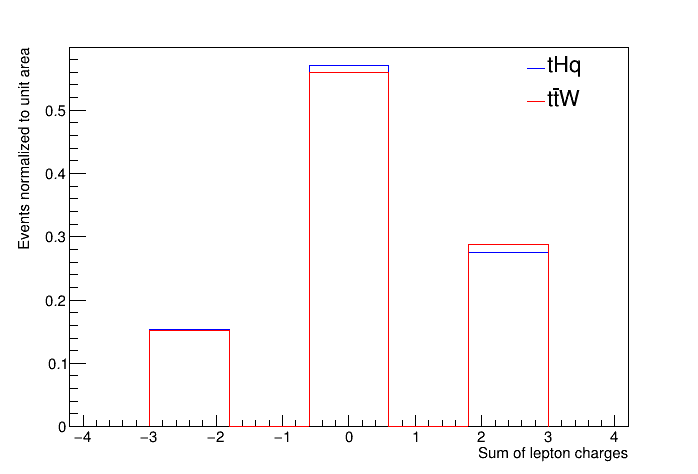 Events normalized to unit area
0.5
0.4
0.3
0.2
0.1
0
tHq
tt̄W
−4 −3 −2 −1 0 1 2 3 4
Sum of lepton charges